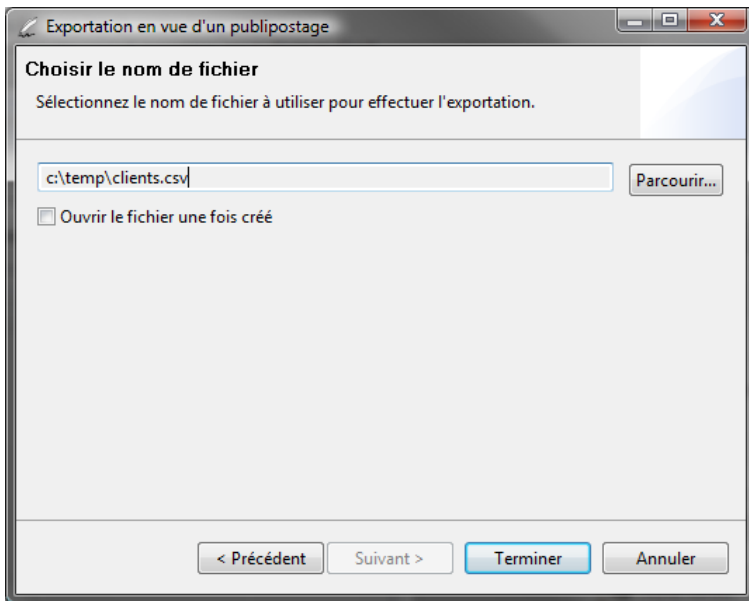 Exportation en vue d'un publipostage
Choisir le nom de fichier
Sélectionnez le nom de fichier à utiliser pour effectuer l'exportation.
c:\temp\clients.csv
Parcourir...
Ouvrir le fichier une fois créé
< Précédent
Suivant >
Terminer
Annuler